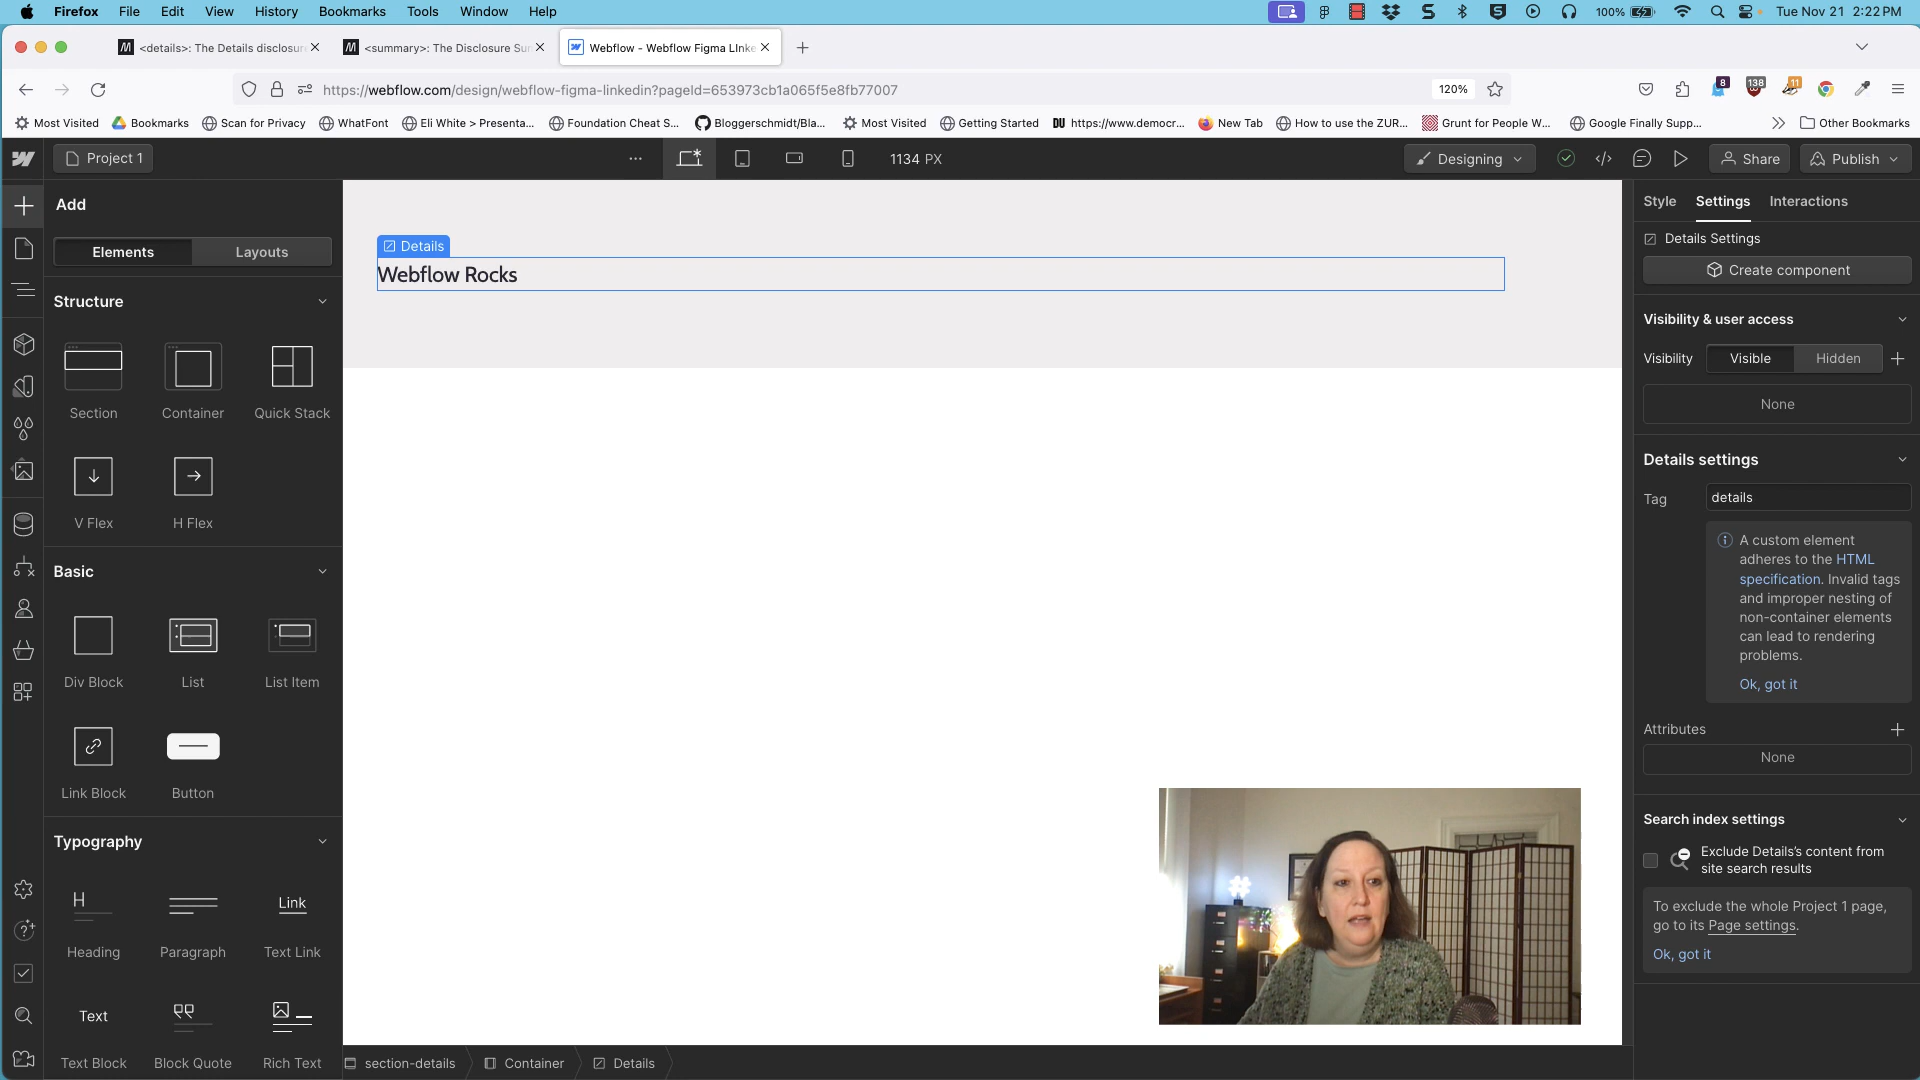 Firefox File Edit View History Bookmarks Tools Window Help 100% Tue Nov 21 2:22 PM
<details>: The Details disclosure <summary>: The Disclosure Su Webflow - Webflow Figma LInke
https://webflow.com/design/webflow-figma-linkedin?pageId=653973cb1a065f5e8fb77007 120% 8 138 11
Most Visited Bookmarks Scan for Privacy WhatFont Eli White > Presenta... Foundation Cheat S... Bloggerschmidt/Bla... Most Visited Getting Started DU https://www.democr... New Tab How to use the ZUR... Grunt for People W... Google Finally Supp... Other Bookmarks
Project 1 ... 1134 PX Designing Share Publish
Add
Elements Layouts
Structure
Section Container Quick Stack
V Flex H Flex
Basic
Div Block List List Item
Link Block Button
Typography
H Link
Heading Paragraph Text Link
Text
Text Block Block Quote Rich Text
Details
Webflow Rocks
section-details Container Details
Style Settings Interactions
Details Settings
Create component
Visibility & user access
Visibility Visible Hidden
None
Details settings
Tag details
A custom element
adheres to the HTML
specification. Invalid tags
and improper nesting of
non-container elements
can lead to rendering
problems.
Ok, got it
Attributes
None
Search index settings
Exclude Details's content from
site search results
To exclude the whole Project 1 page,
go to its Page settings.
Ok, got it